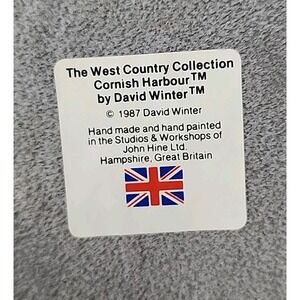 The West Country Collection
Cornish Harbour™
by David Winter™
© 1987 David Winter
Hand made and hand painted
in the Studios & Workshops of
John Hine Ltd.
Hampshire, Great Britain